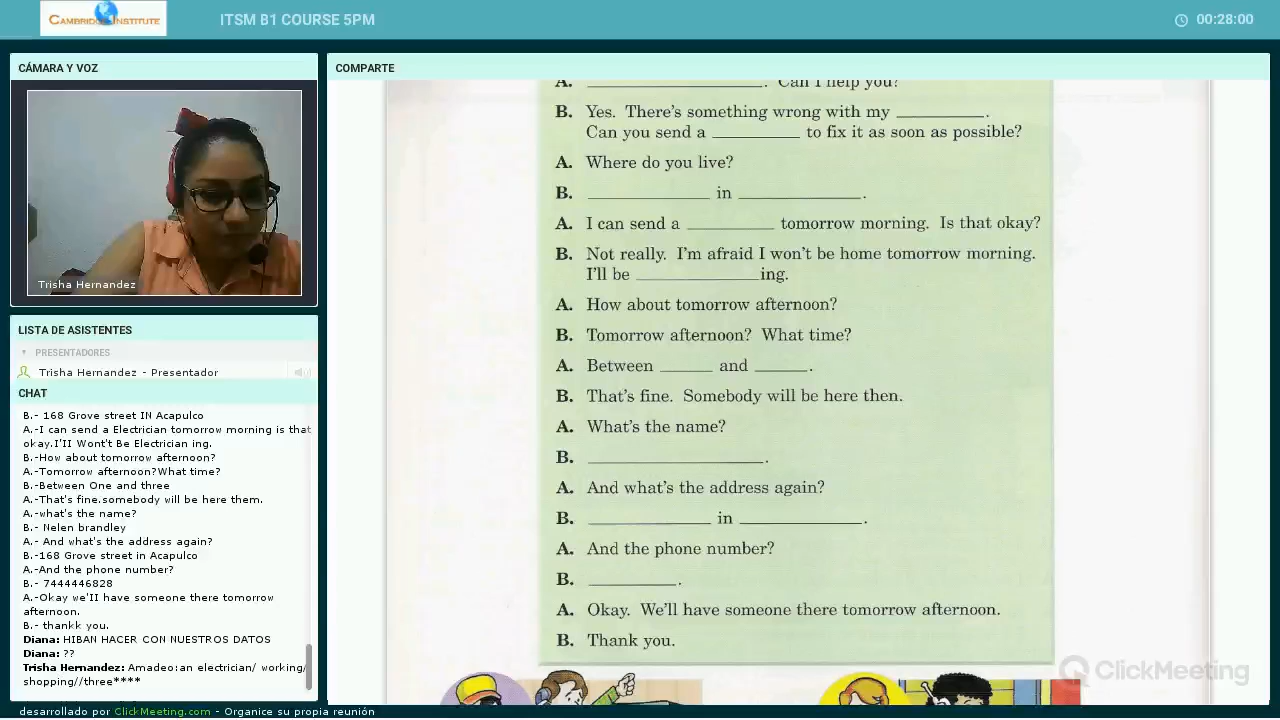 CAMBRIDGE INSTITUTE
ITSM B1 COURSE 5PM
00:28:00
CÁMARA Y VOZ
Trisha Hernandez
LISTA DE ASISTENTES
PRESENTADORES
Trisha Hernandez - Presentador
CHAT
B.- 168 Grove street IN Acapulco
A.-I can send a Electrician tomorrow morning is that
okay.I'II Wont't Be Electrician ing.
B.-How about tomorrow afternoon?
A.-Tomorrow afternoon?What time?
B.-Between One and three
A.-That's fine.somebody will be here them.
A.-what's the name?
B.- Nelen brandley
A.- And what's the address again?
B.-168 Grove street in Acapulco
A.-And the phone number?
B.- 7444446828
A.-Okay we'II have someone there tomorrow
afternoon.
B.- thankk you.
Diana: HIBAN HACER CON NUESTROS DATOS
Diana: ??
Trisha Hernandez: Amadeo:an electrician/ working/
shopping//three****
COMPARTE
A. ____________________. Can I help you?
B. Yes. There's something wrong with my __________.
Can you send a __________ to fix it as soon as possible?
A. Where do you live?
B. ______________ in ______________.
A. I can send a __________ tomorrow morning. Is that okay?
B. Not really. I'm afraid I won't be home tomorrow morning.
I'll be ______________ing.
A. How about tomorrow afternoon?
B. Tomorrow afternoon? What time?
A. Between ______ and ______.
B. That's fine. Somebody will be here then.
A. What's the name?
B. ____________________.
A. And what's the address again?
B. ______________ in ______________.
A. And the phone number?
B. __________.
A. Okay. We'll have someone there tomorrow afternoon.
B. Thank you.
ClickMeeting
desarrollado por ClickMeeting.com - Organice su propia reunión